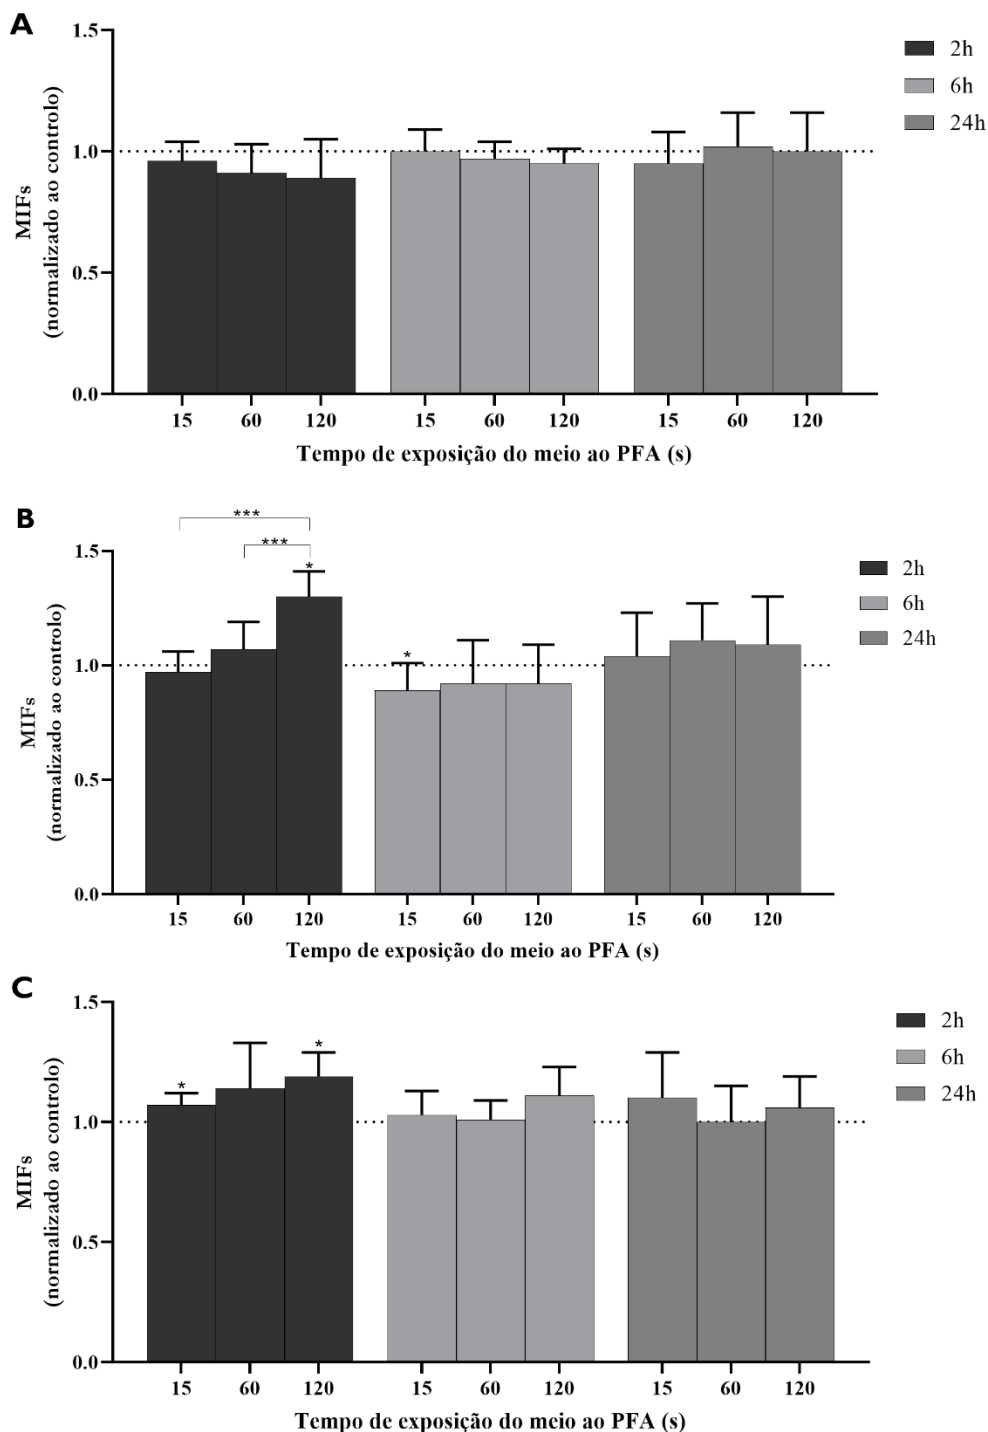 A
1.5
1.0
0.5
0.0
MIFs
(normalizado ao controlo)
15 60 120 15 60 120 15 60 120
Tempo de exposição do meio ao PFA (s)
2h
6h
24h
B
***
***
*
*
1.5
1.0
0.5
0.0
MIFs
(normalizado ao controlo)
15 60 120 15 60 120 15 60 120
Tempo de exposição do meio ao PFA (s)
2h
6h
24h
C
*
*
1.5
1.0
0.5
0.0
MIFs
(normalizado ao controlo)
15 60 120 15 60 120 15 60 120
Tempo de exposição do meio ao PFA (s)
2h
6h
24h